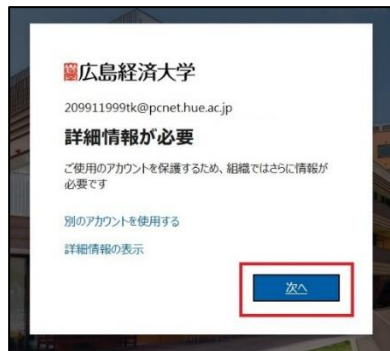 広島経済大学
209911999tk@pcnet.hue.ac.jp
詳細情報が必要
ご使用のアカウントを保護するため、組織ではさらに情報が
必要です
別のアカウントを使用する
詳細情報の表示
次へ